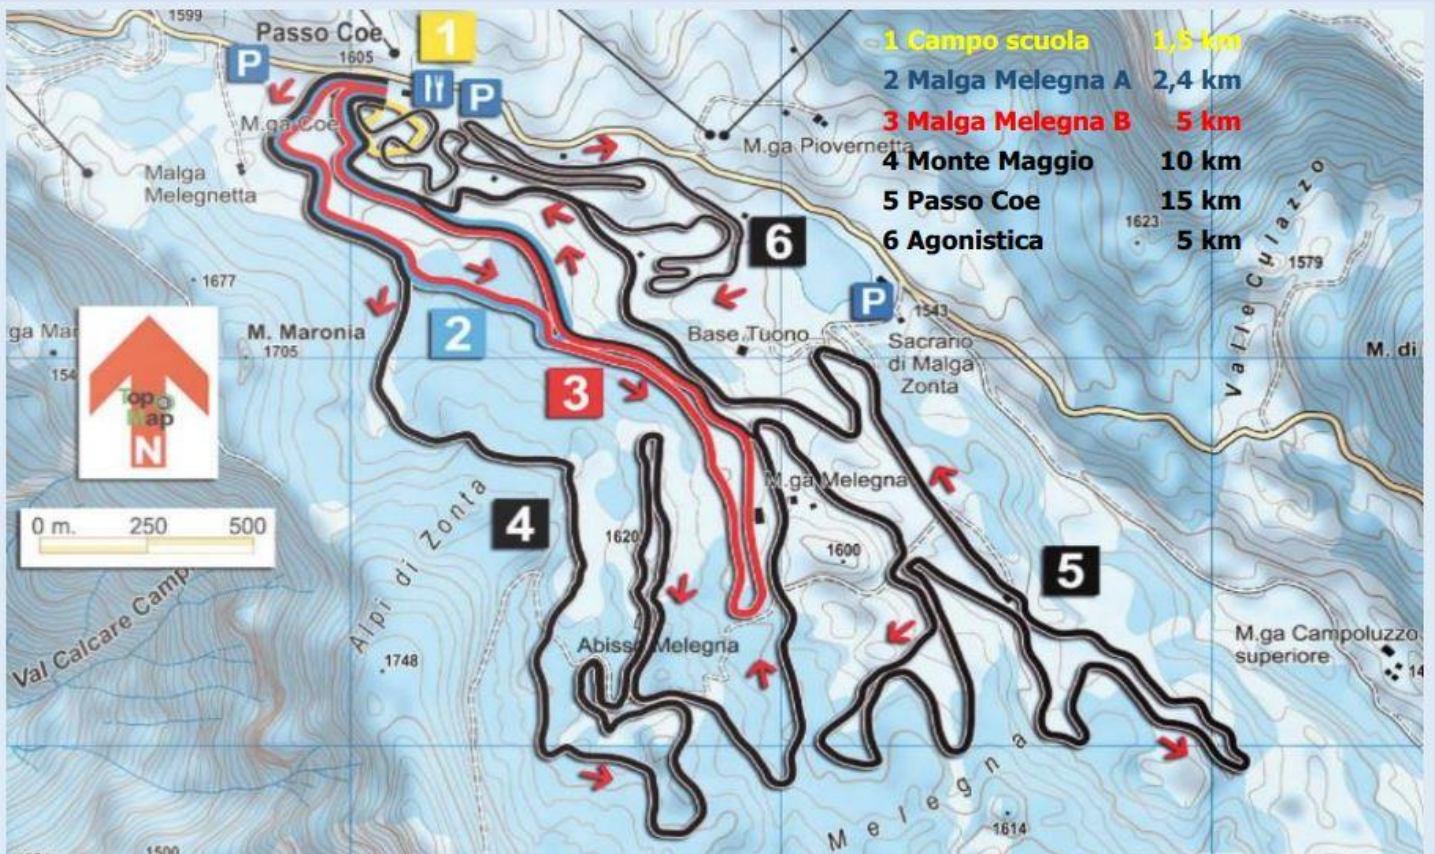 1599
Passo Coe
1605
1
P
P
M.ga Coe
Malga
Melegnetta
1677
M. Maronia
1705
2
3
1 Campo scuola 1,5 km
2 Malga Melegna A 2,4 km
3 Malga Melegna B 5 km
4 Monte Maggio 10 km
5 Passo Coe 15 km
6 Agonistica 5 km
M.ga Piovernetta
1623
1579
Valle Culazzo
6
P
1543
Base Tuono
Sacrario
di Malga
Zonta
M. di
ga Mar
154
Top
Map
N
0 m. 250 500
Val Calcare Camp
Alpi di Zonta
1748
4
1620
M.ga Melegna
1600
5
Abisso Melegna
M.ga Campoluzzo
superiore
14
Melegna
1614
1500